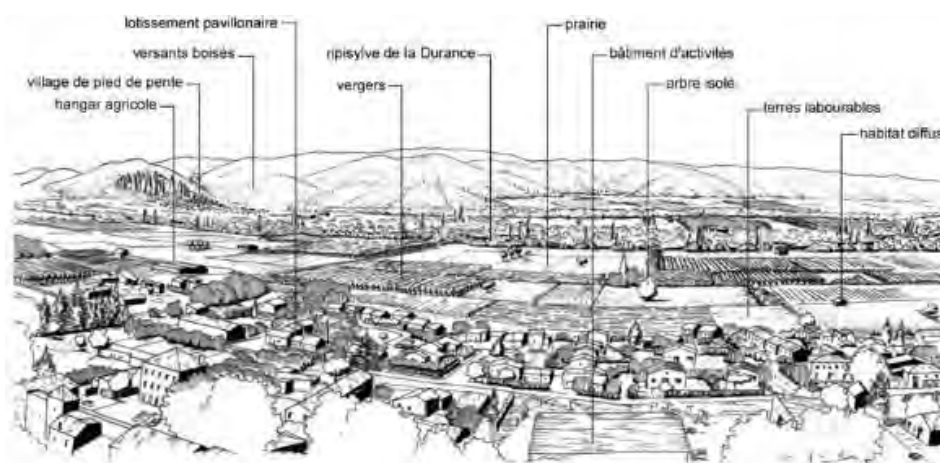 lotissement pavillonaire
prairie
versants boisés
ripisylve de la Durance
bâtiment d'activités
village de pied de pente
vergers
arbre isolé
hangar agricole
terres labourables
habitat diffus